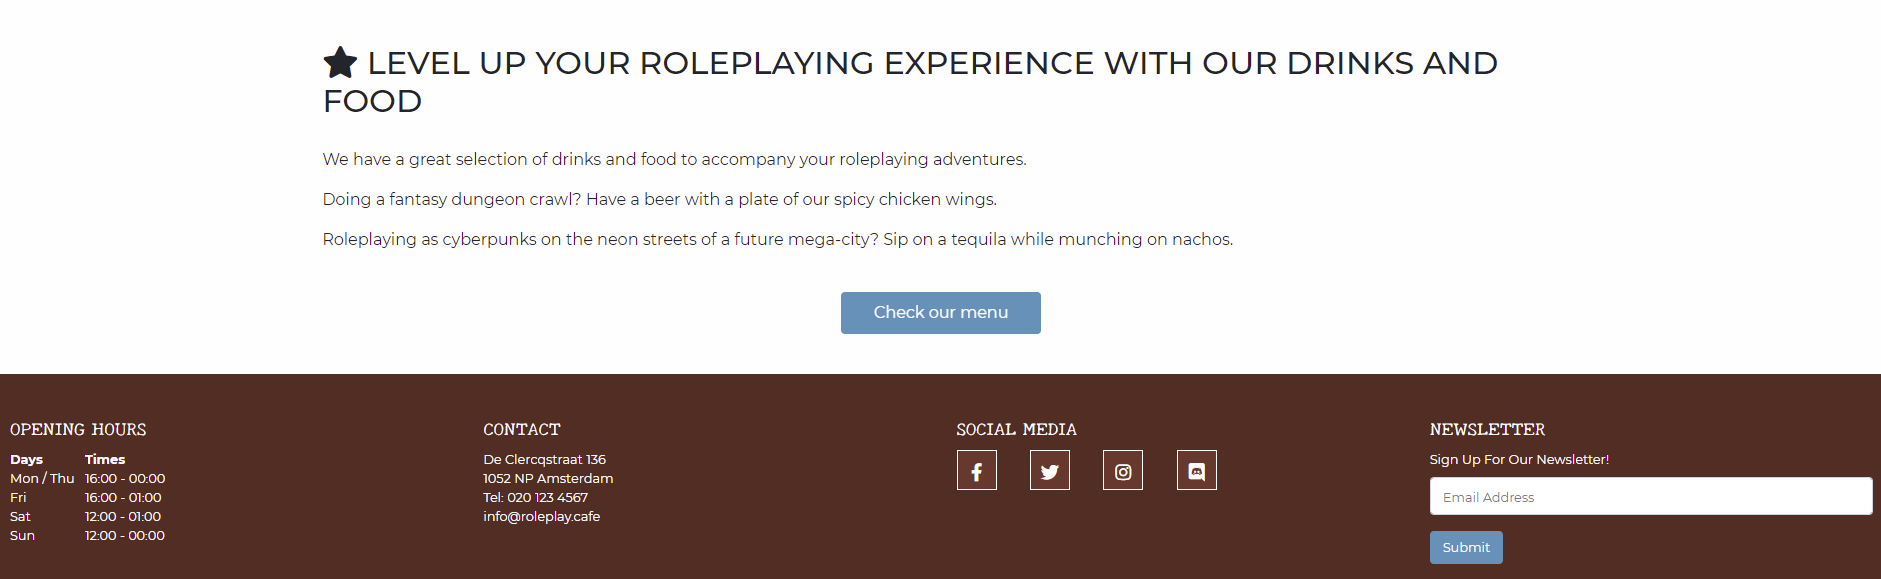 LEVEL UP YOUR ROLEPLAYING EXPERIENCE WITH OUR DRINKS AND
FOOD
We have a great selection of drinks and food to accompany your roleplaying adventures.
Doing a fantasy dungeon crawl? Have a beer with a plate of our spicy chicken wings.
Roleplaying as cyberpunks on the neon streets of a future mega-city? Sip on a tequila while munching on nachos.
Check our menu
OPENING HOURS
Days Times
Mon / Thu 16:00 - 00:00
Fri 16:00 - 01:00
Sat 12:00 - 01:00
Sun 12:00 - 00:00
CONTACT
De Clercqstraat 136
1052 NP Amsterdam
Tel: 020 123 4567
info@roleplay.cafe
SOCIAL MEDIA
NEWSLETTER
Sign Up For Our Newsletter!
Email Address
Submit